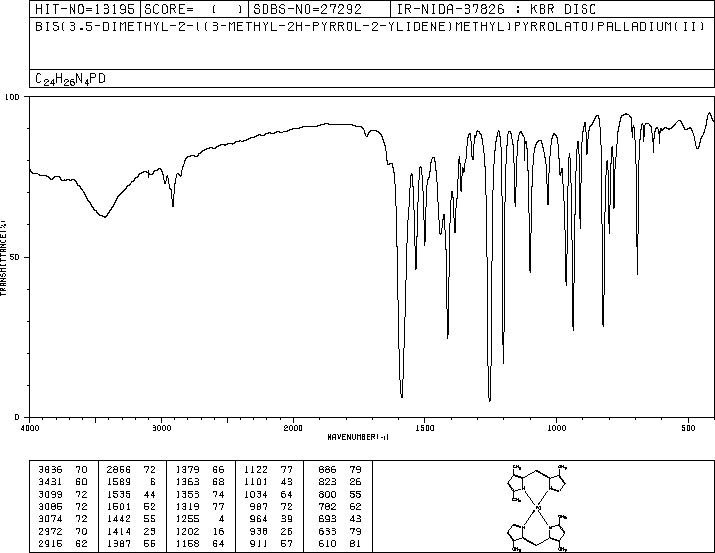 HIT-NO=13195 SCORE= ( ) SDBS-NO=27292 IR-NIDA-37826 : KBR DISC
BIS(3,5-DIMETHYL-2-((3-METHYL-2H-PYRROL-2-YLIDENE)METHYL)PYRROLATO)PALLADIUM(II)
C24H26N4PD
100
50
0
TRANSMITTANCE(%)
4000 3000 2000 1500 1000 500
WAVENUMBER(-1)
3836 70 2866 72 1379 66 1122 77 886 79
3431 60 1589 6 1363 68 1101 43 823 26
3099 72 1535 44 1353 74 1034 64 800 55
3085 72 1501 52 1319 77 987 72 782 62
3074 72 1442 55 1255 4 964 39 693 43
2972 70 1414 23 1202 16 938 26 633 79
2915 62 1387 56 1158 64 911 57 610 81